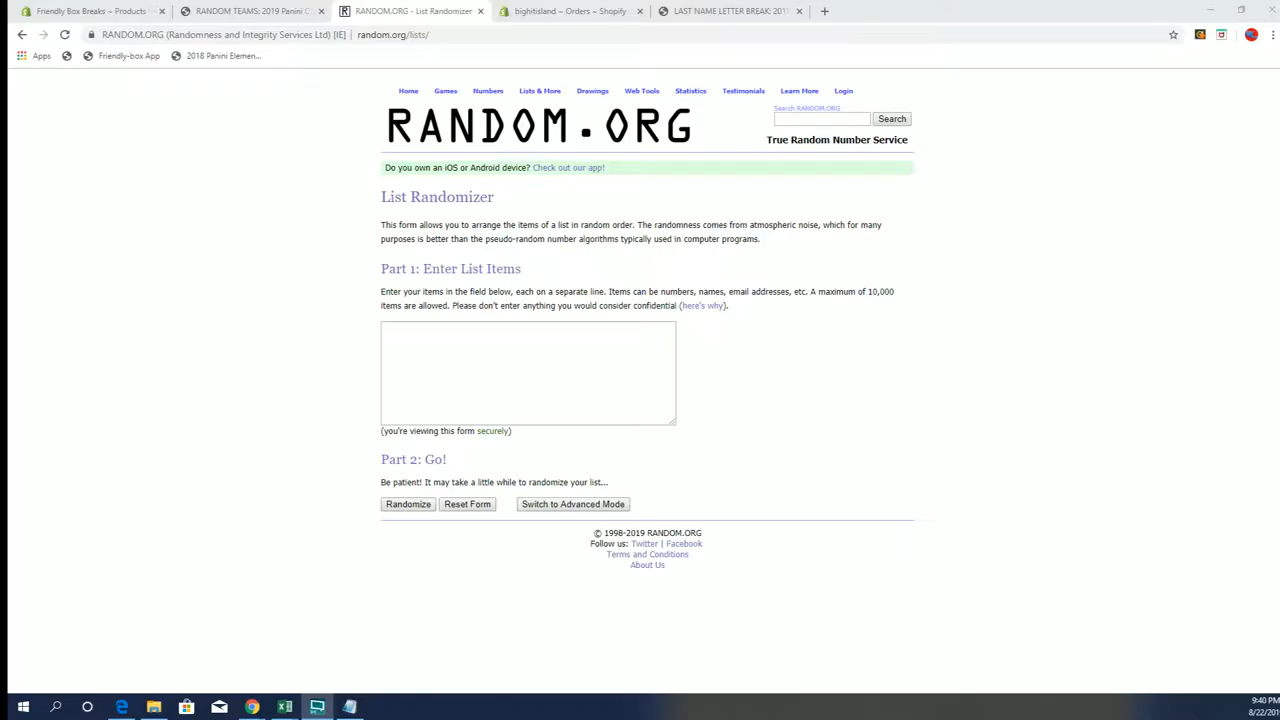 Friendly Box Breaks ~ Products ·
RANDOM TEAMS: 2019 Panini C
RANDOM.ORG - List Randomizer
bighitisland ~ Orders ~ Shopify
LAST NAME LETTER BREAK: 201
RANDOM.ORG (Randomness and Integrity Services Ltd) [IE] | random.org/lists/
Apps Friendly-box App 2018 Panini Elemen...
Home Games Numbers Lists & More Drawings Web Tools Statistics Testimonials Learn More Login
RANDOM.ORG
Search RANDOM.ORG
Search
True Random Number Service
Do you own an iOS or Android device? Check out our app!
List Randomizer
This form allows you to arrange the items of a list in random order. The randomness comes from atmospheric noise, which for many
purposes is better than the pseudo-random number algorithms typically used in computer programs.
Part 1: Enter List Items
Enter your items in the field below, each on a separate line. Items can be numbers, names, email addresses, etc. A maximum of 10,000
items are allowed. Please don't enter anything you would consider confidential (here's why).
(you're viewing this form securely)
Part 2: Go!
Be patient! It may take a little while to randomize your list...
Randomize Reset Form Switch to Advanced Mode
© 1998-2019 RANDOM.ORG
Follow us: Twitter | Facebook
Terms and Conditions
About Us
9:40 PM
8/22/201